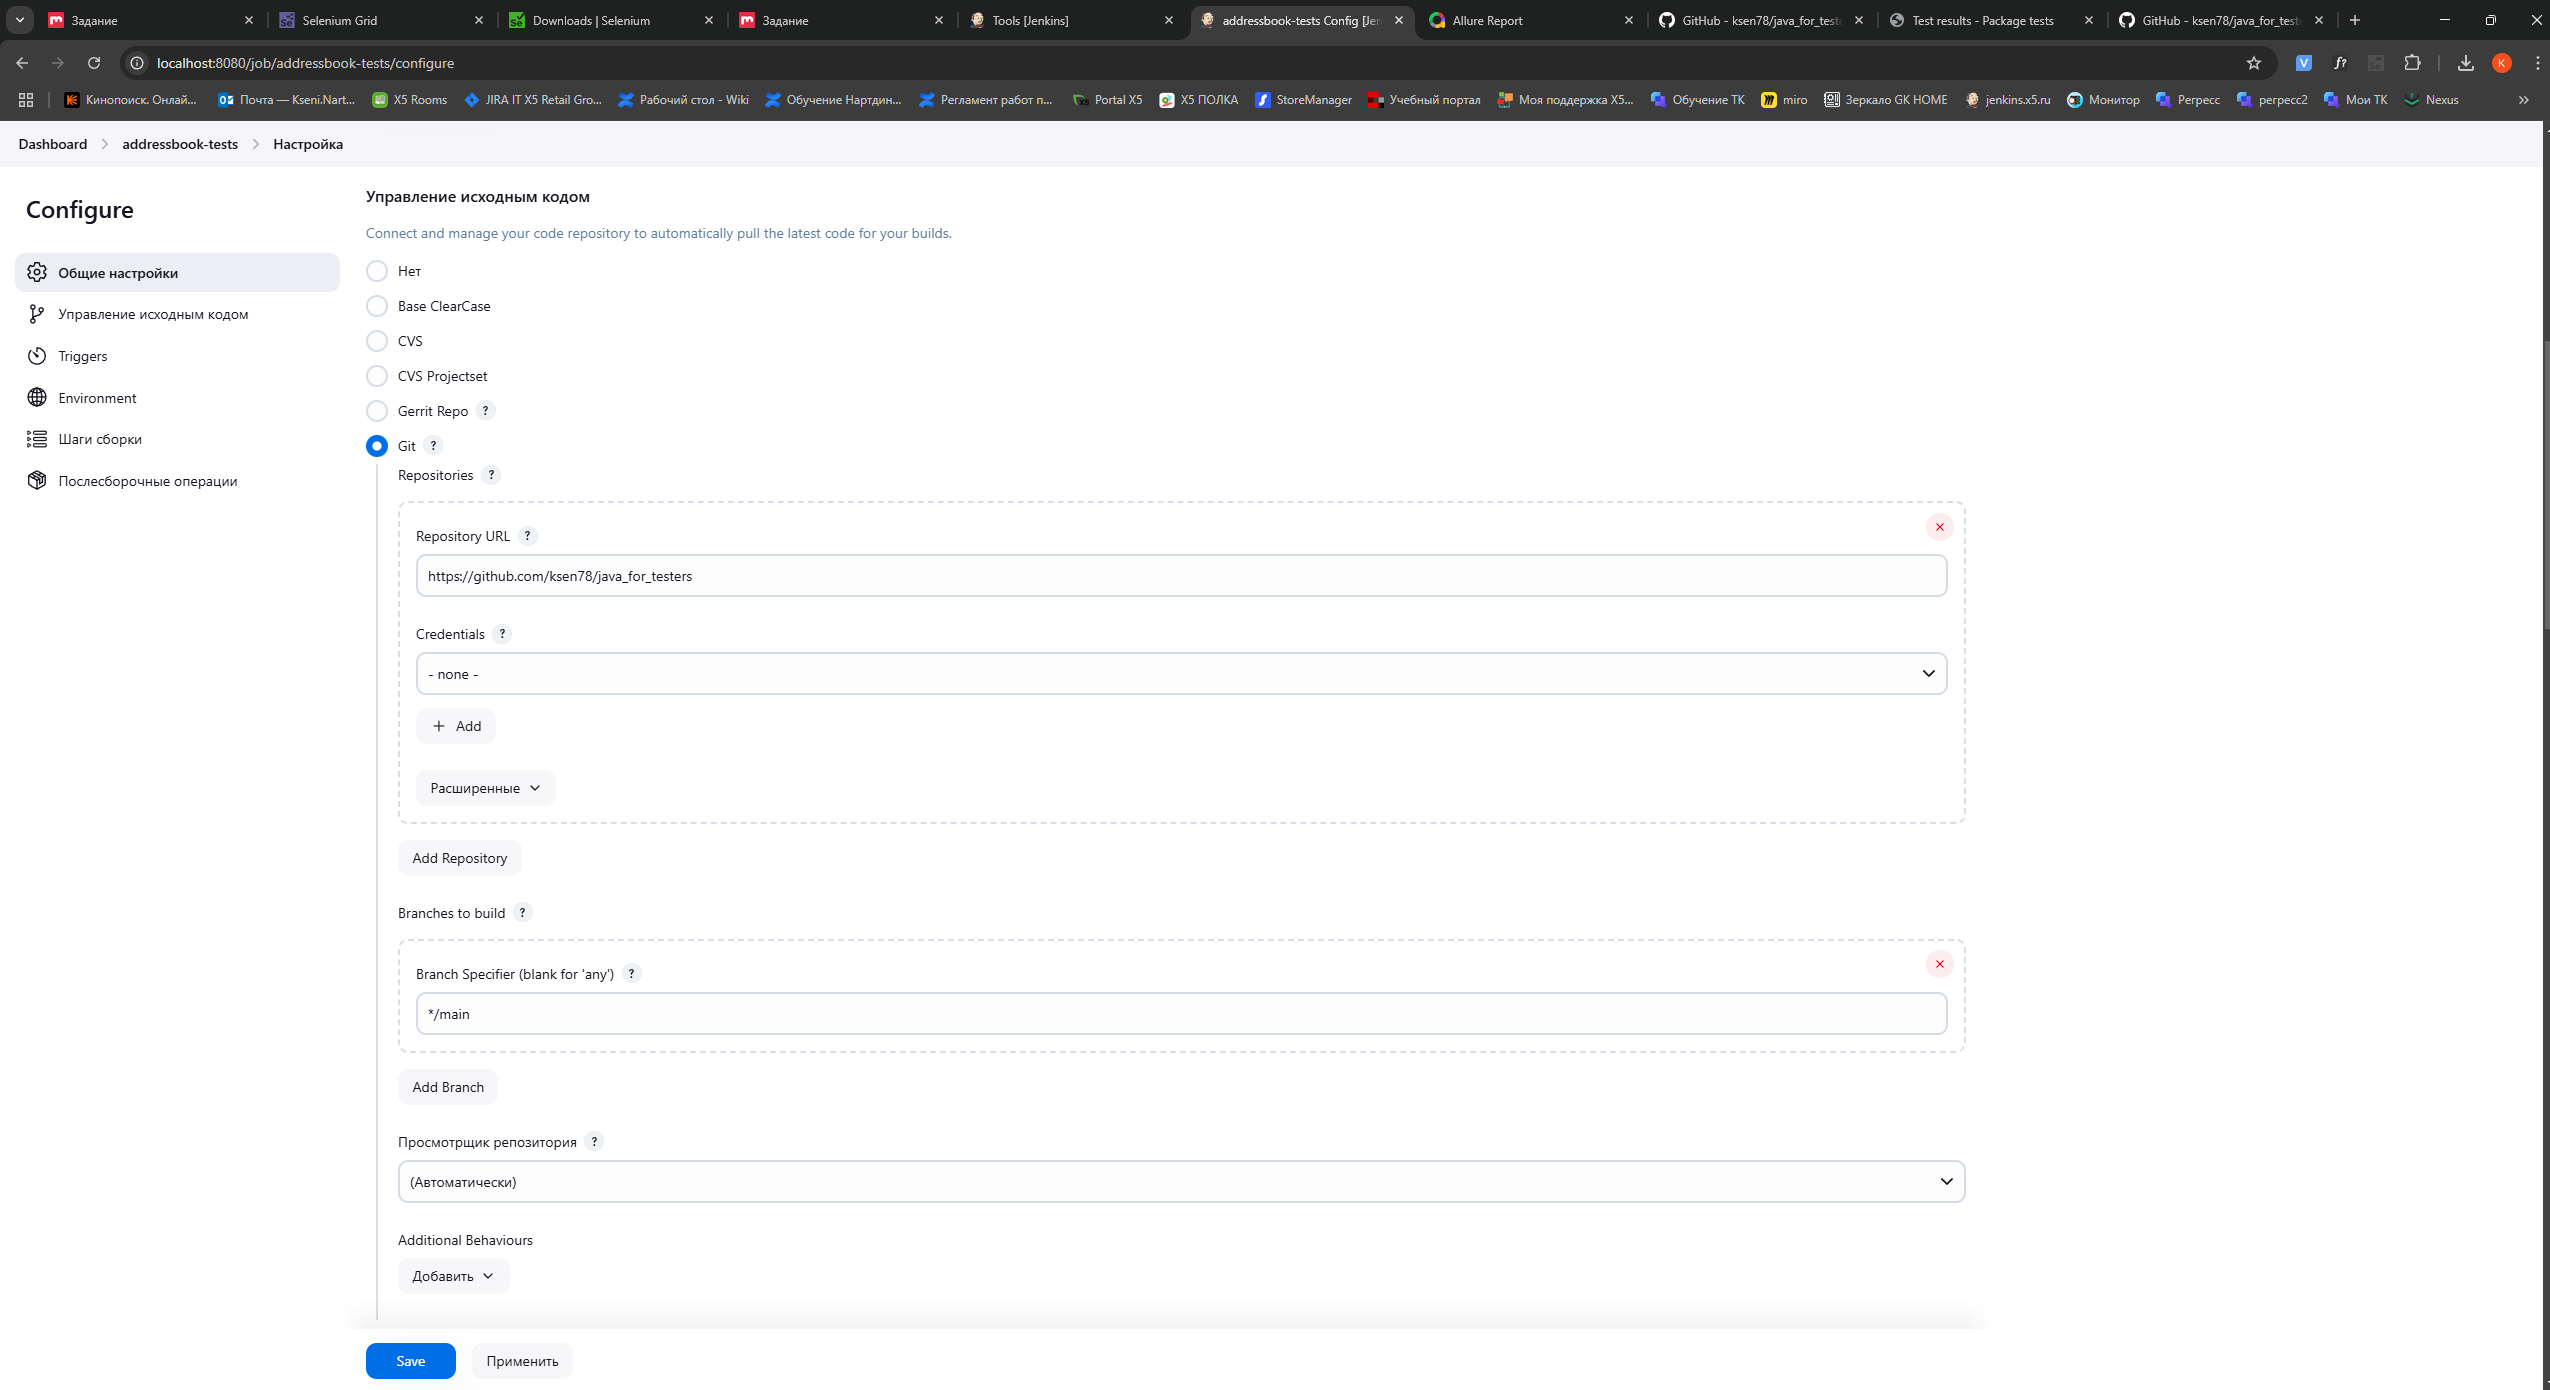 Задание
Selenium Grid
Downloads | Selenium
Задание
Tools [Jenkins]
addressbook-tests Config [Jen
Allure Report
GitHub - ksen78/java_for_teste
Test results - Package tests
GitHub - ksen78/java_for_teste
localhost:8080/job/addressbook-tests/configure
Кинопоиск. Онлай...
Почта — Kseni.Nart...
X5 Rooms
JIRA IT X5 Retail Gro...
Рабочий стол - Wiki
Обучение Нартдин...
Регламент работ п...
Portal X5
Х5 ПОЛКА
StoreManager
Учебный портал
Моя поддержка Х5...
Обучение ТК
miro
Зеркало GK HOME
jenkins.x5.ru
Монитор
Регресс
регресс2
Мои ТК
Nexus
Dashboard > addressbook-tests > Настройка
Configure
Общие настройки
Управление исходным кодом
Triggers
Environment
Шаги сборки
Послесборочные операции
Управление исходным кодом
Connect and manage your code repository to automatically pull the latest code for your builds.
Нет
Base ClearCase
CVS
CVS Projectset
Gerrit Repo ?
Git ?
Repositories ?
Repository URL ?
https://github.com/ksen78/java_for_testers
Credentials ?
- none -
+ Add
Расширенные
Add Repository
Branches to build ?
Branch Specifier (blank for 'any') ?
*/main
Add Branch
Просмотрщик репозитория ?
(Автоматически)
Additional Behaviours
Добавить
Save
Применить